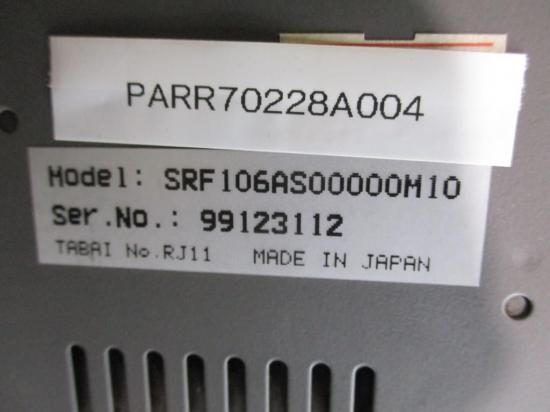 PARR70228A004
Model: SRF106AS00000M10
Ser.No.: 99123112
TABAI No.RJ11 MADE IN JAPAN